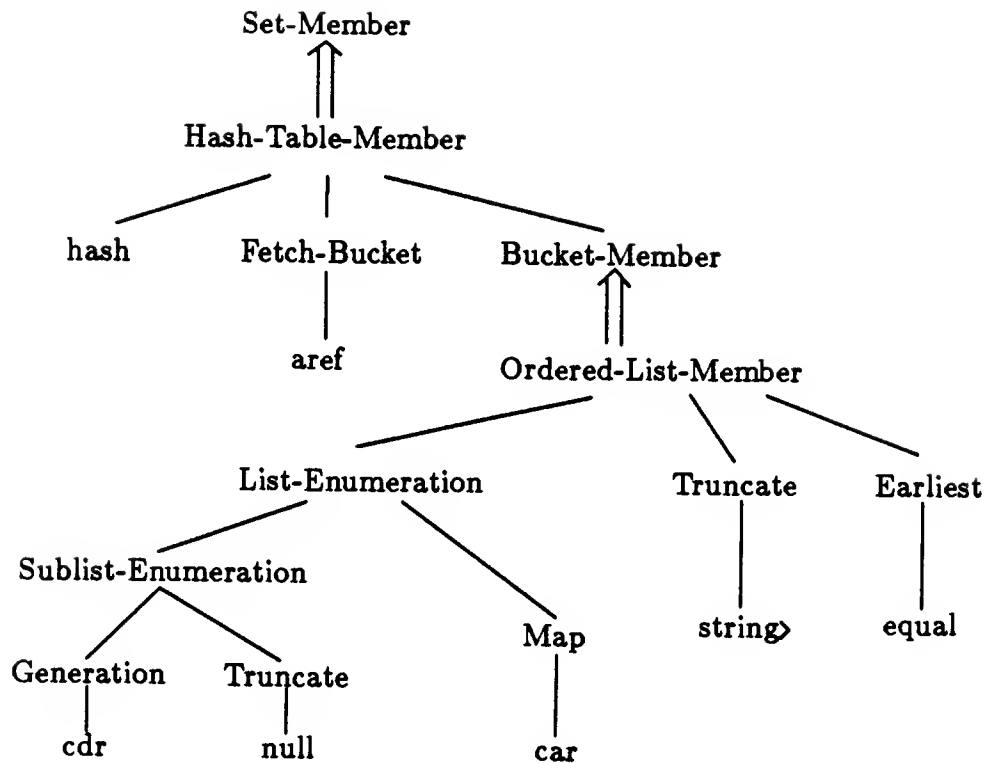 Set-Member
Hash-Table-Member
hash Fetch-Bucket Bucket-Member
aref
Ordered-List-Member
List-Enumeration Truncate Earliest
Sublist-Enumeration
Map string> equal
Generation Truncate
cdr null car